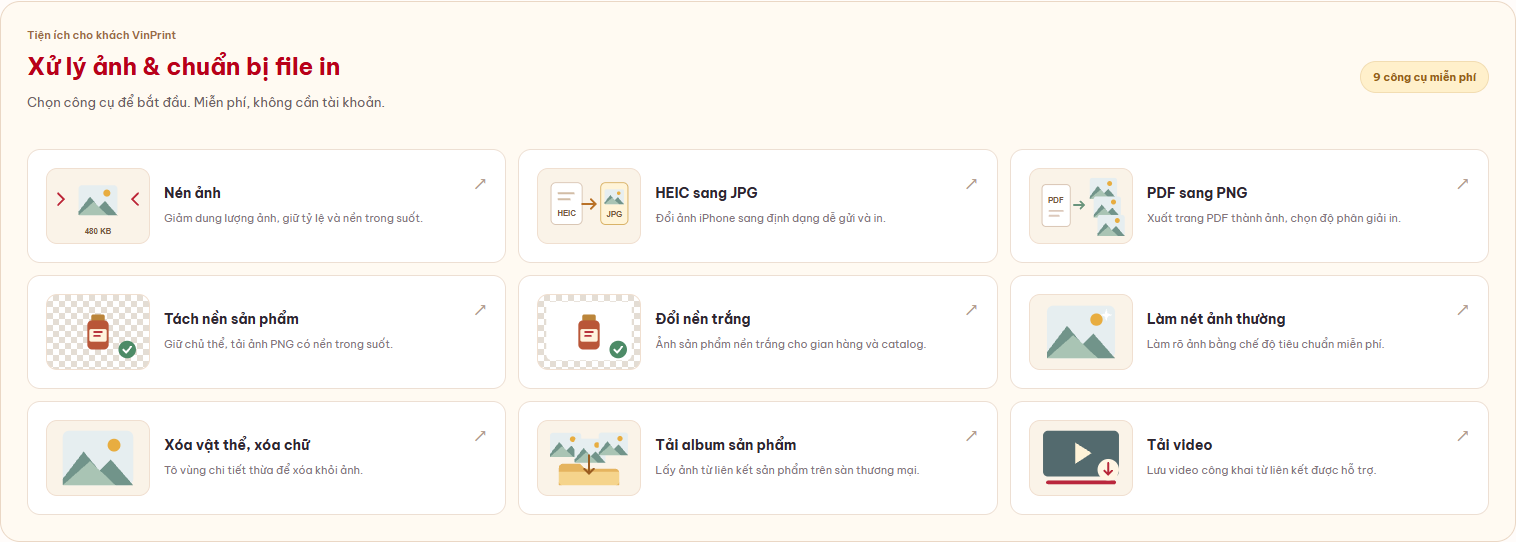 Tiện ích cho khách VinPrint
Xử lý ảnh & chuẩn bị file in
Chọn công cụ để bắt đầu. Miễn phí, không cần tài khoản.
9 công cụ miễn phí
480 KB
Nén ảnh
Giảm dung lượng ảnh, giữ tỷ lệ và nền trong suốt.
HEIC
JPG
HEIC sang JPG
Đổi ảnh iPhone sang định dạng dễ gửi và in.
PDF
PDF sang PNG
Xuất trang PDF thành ảnh, chọn độ phân giải in.
Tách nền sản phẩm
Giữ chủ thể, tải ảnh PNG có nền trong suốt.
Đổi nền trắng
Ảnh sản phẩm nền trắng cho gian hàng và catalog.
Làm nét ảnh thường
Làm rõ ảnh bằng chế độ tiêu chuẩn miễn phí.
Xóa vật thể, xóa chữ
Tô vùng chi tiết thừa để xóa khỏi ảnh.
Tải album sản phẩm
Lấy ảnh từ liên kết sản phẩm trên sàn thương mại.
Tải video
Lưu video công khai từ liên kết được hỗ trợ.